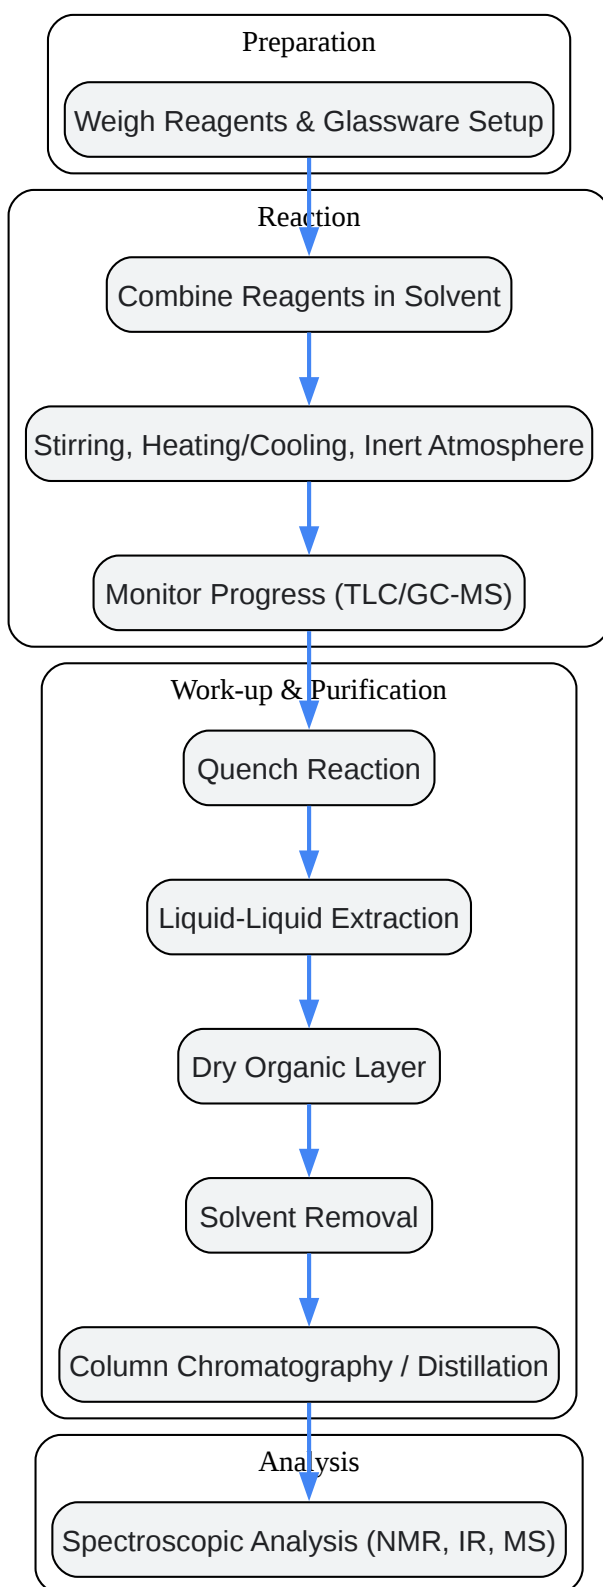 Preparation
Weigh Reagents & Glassware Setup
Reaction
Combine Reagents in Solvent
Stirring, Heating/Cooling, Inert Atmosphere
Monitor Progress (TLC/GC-MS)
Work-up & Purification
Quench Reaction
Liquid-Liquid Extraction
Dry Organic Layer
Solvent Removal
Column Chromatography / Distillation
Analysis
Spectroscopic Analysis (NMR, IR, MS)